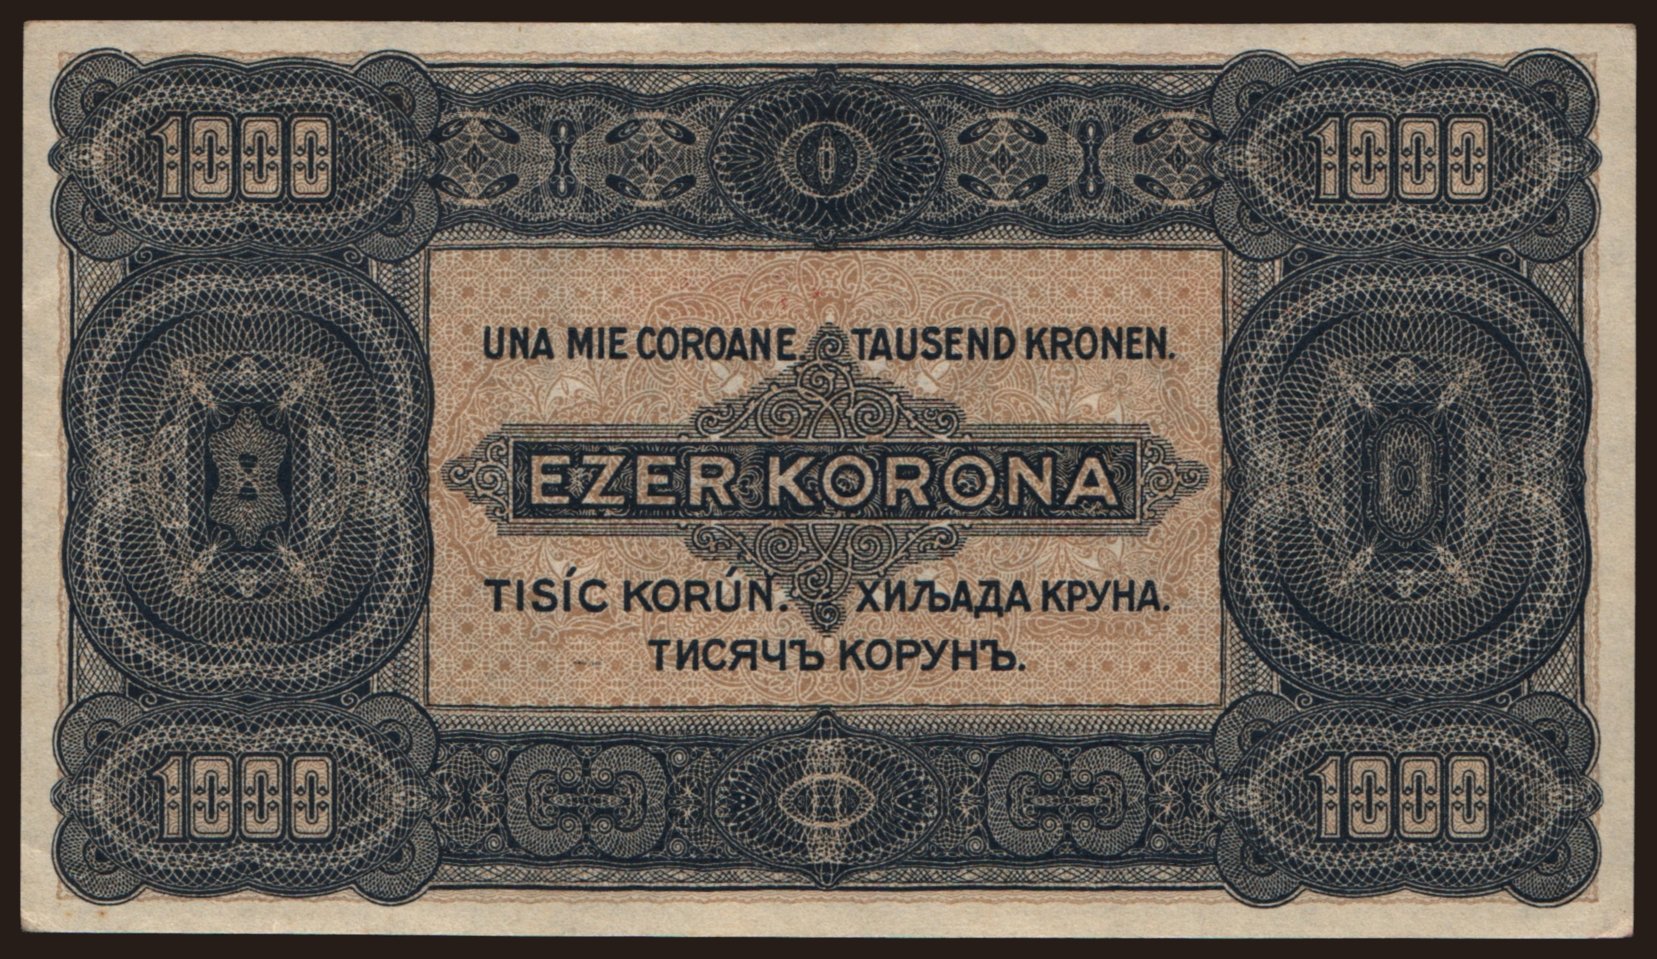 1000 1000
UNA MIE COROANE. TAUSEND KRONEN.
EZER KORONA
TISÍC KORÚN. ХИЉАДА КРУНА.
ТИСЯЧЪ КОРУНЪ.
1000 1000